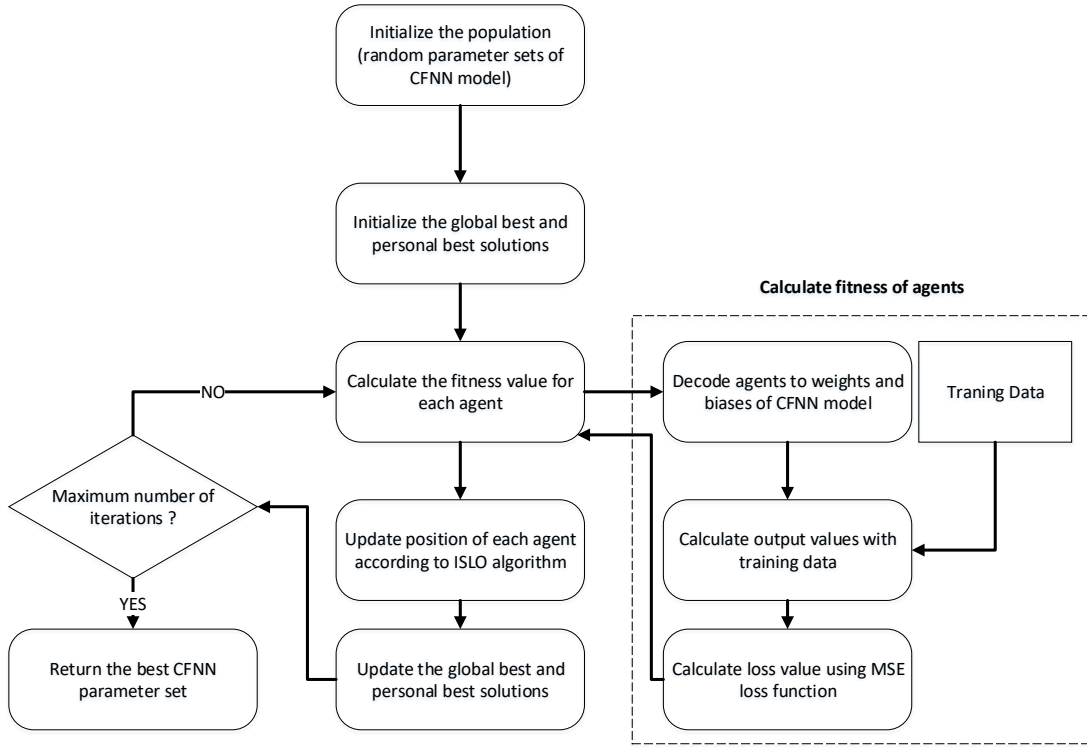 Initialize the population
(random parameter sets of
CFNN model)
Initialize the global best and
personal best solutions
Calculate fitness of agents
Calculate the fitness value for
each agent
Decode agents to weights and
biases of CFNN model
Traning Data
NO
Maximum number of
iterations ?
Update position of each agent
according to ISLO algorithm
Calculate output values with
training data
YES
Return the best CFNN
parameter set
Update the global best and
personal best solutions
Calculate loss value using MSE
loss function